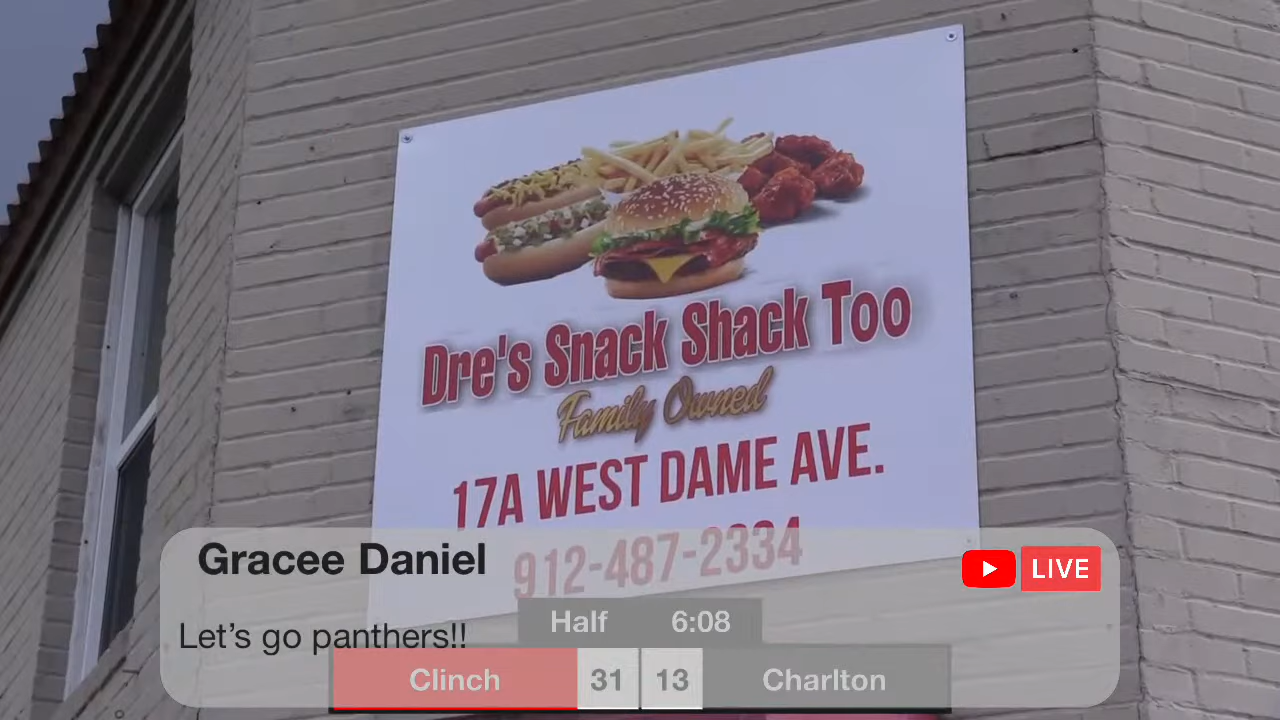 Dre's Snack Shack Too
Family Owned
17A WEST DAME AVE.
912-487-2334
Gracee Daniel
LIVE
Let's go panthers!!
Half 6:08
Clinch 31 13 Charlton